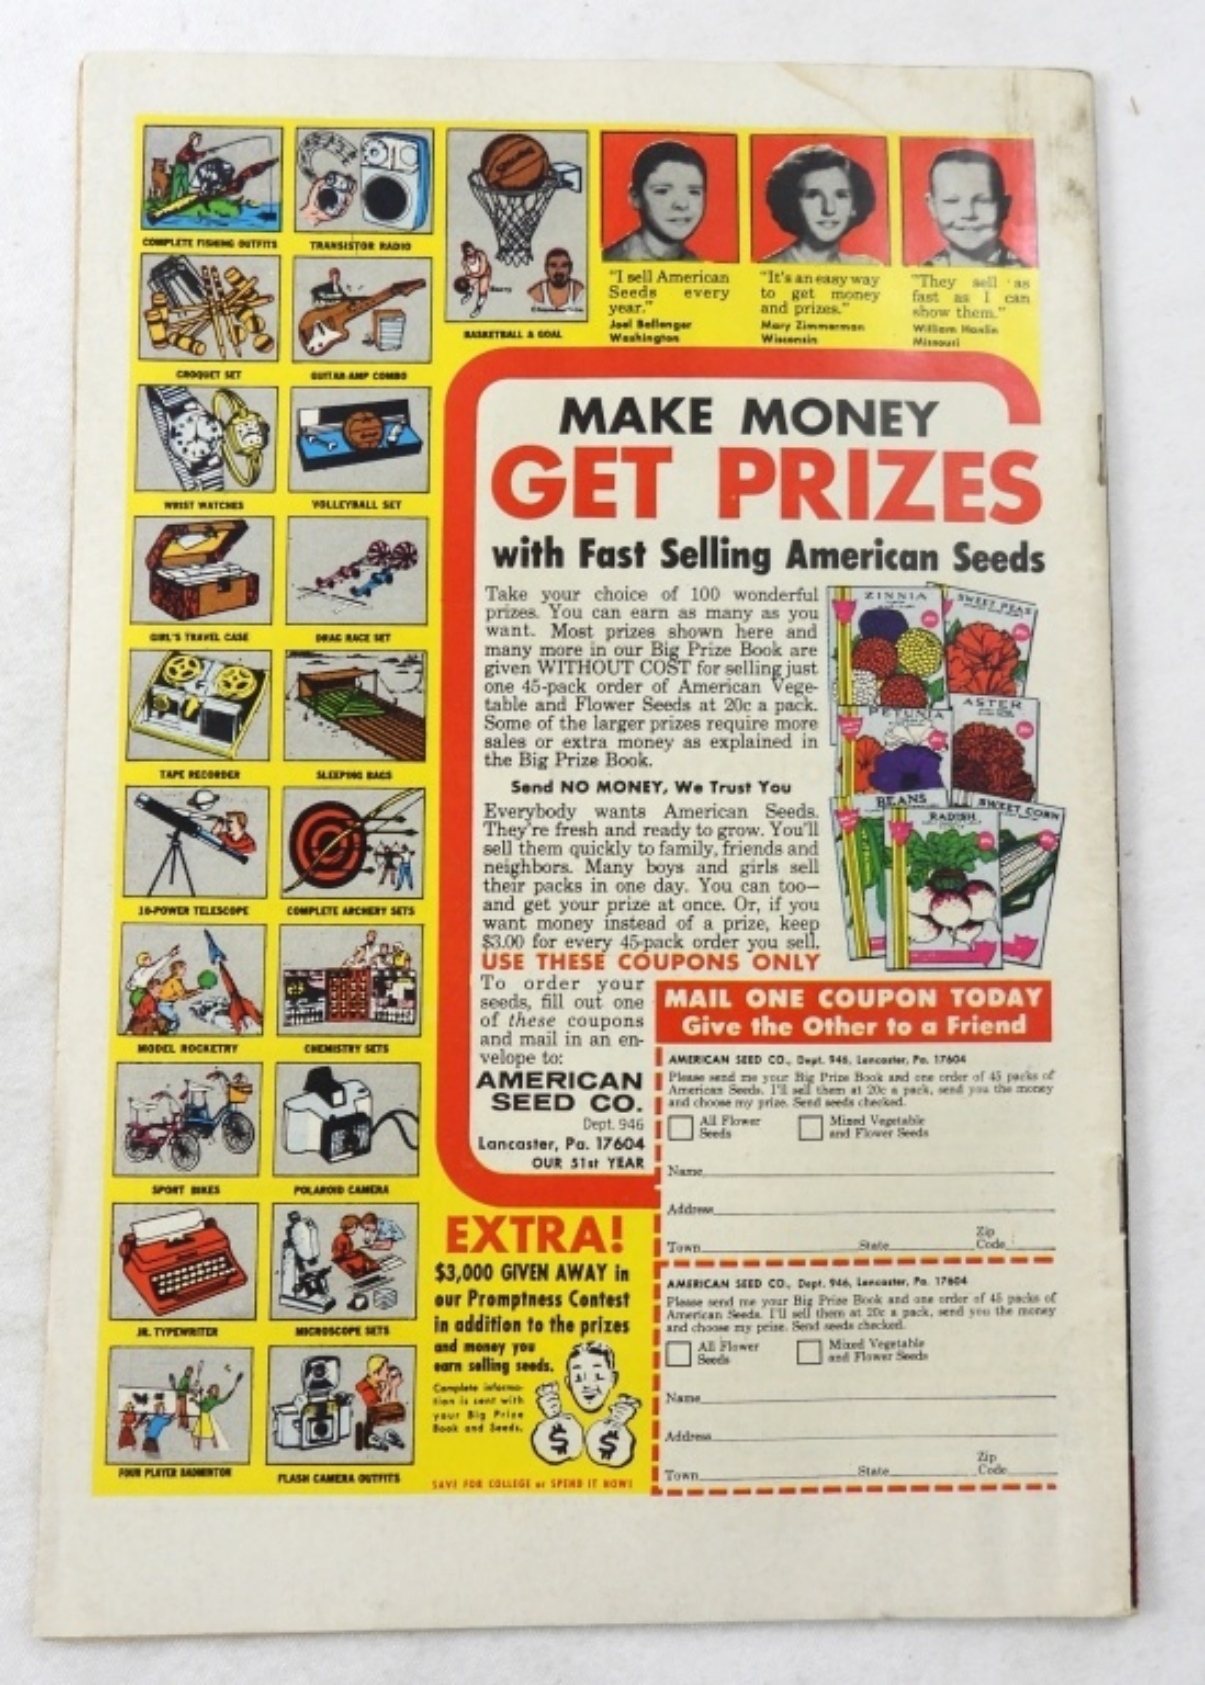 COMPLETE FISHING OUTFITS
TRANSISTOR RADIO
CROQUET SET
GUITAR-AMP COMBO
BASKETBALL & GOAL
WRIST WATCHES
VOLLEYBALL SET
GIRL'S TRAVEL CASE
DRAG RACE SET
TAPE RECORDER
SLEEPING BAGS
10-POWER TELESCOPE
COMPLETE ARCHERY SETS
MODEL ROCKETRY
CHEMISTRY SETS
SPORT BIKES
POLAROID CAMERA
JR. TYPEWRITER
MICROSCOPE SETS
FOUR PLAYER BADMINTON
FLASH CAMERA OUTFITS
"I sell American
Seeds every
year."
Joel Bellenger
Washington
"It's an easy way
to get money
and prizes."
Mary Zimmerman
Wisconsin
"They sell as
fast as I can
show them."
William Hanlin
Missouri
MAKE MONEY
GET PRIZES
with Fast Selling American Seeds
Take your choice of 100 wonderful
prizes. You can earn as many as you
want. Most prizes shown here and
many more in our Big Prize Book are
given WITHOUT COST for selling just
one 45-pack order of American Vege-
table and Flower Seeds at 20c a pack.
Some of the larger prizes require more
sales or extra money as explained in
the Big Prize Book.
Send NO MONEY, We Trust You
Everybody wants American Seeds.
They're fresh and ready to grow. You'll
sell them quickly to family, friends and
neighbors. Many boys and girls sell
their packs in one day. You can too—
and get your prize at once. Or, if you
want money instead of a prize, keep
$3.00 for every 45-pack order you sell.
USE THESE COUPONS ONLY
To order your
seeds, fill out one
of these coupons
and mail in an en-
velope to:
AMERICAN
SEED CO.
Dept. 946
Lancaster, Pa. 17604
OUR 51st YEAR
ZINNIA
SWEET PEAS
PETUNIA
ASTER
BEANS
RADISH
SWEET CORN
MAIL ONE COUPON TODAY
Give the Other to a Friend
AMERICAN SEED CO., Dept. 946, Lancaster, Pa. 17604
Please send me your Big Prize Book and one order of 45 packs of
American Seeds. I'll sell them at 20c a pack, send you the money
and choose my prize. Send seeds checked.
All Flower
Seeds
Mixed Vegetable
and Flower Seeds
Name
Address
Town State Zip
Code
AMERICAN SEED CO., Dept. 946, Lancaster, Pa. 17604
Please send me your Big Prize Book and one order of 45 packs of
American Seeds. I'll sell them at 20c a pack, send you the money
and choose my prize. Send seeds checked.
All Flower
Seeds
Mixed Vegetable
and Flower Seeds
Name
Address
Town State Zip
Code
EXTRA!
$3,000 GIVEN AWAY in
our Promptness Contest
in addition to the prizes
and money you
earn selling seeds.
Complete informa-
tion is sent with
your Big Prize
Book and Seeds.
$ $
SAVE FOR COLLEGE or SPEND IT NOW!